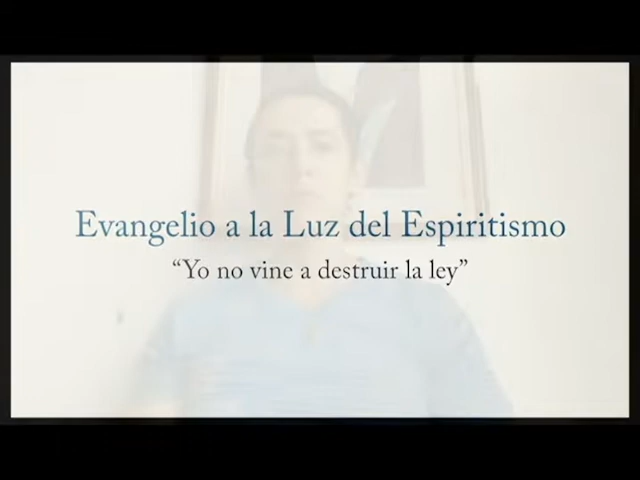 Evangelio a la Luz del Espiritismo
“Yo no vine a destruir la ley”